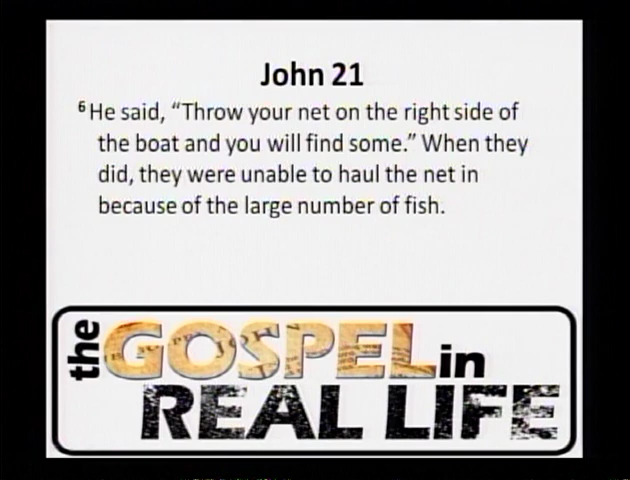 John 21
⁶ He said, “Throw your net on the right side of
the boat and you will find some.” When they
did, they were unable to haul the net in
because of the large number of fish.
the GOSPEL in
REAL LIFE